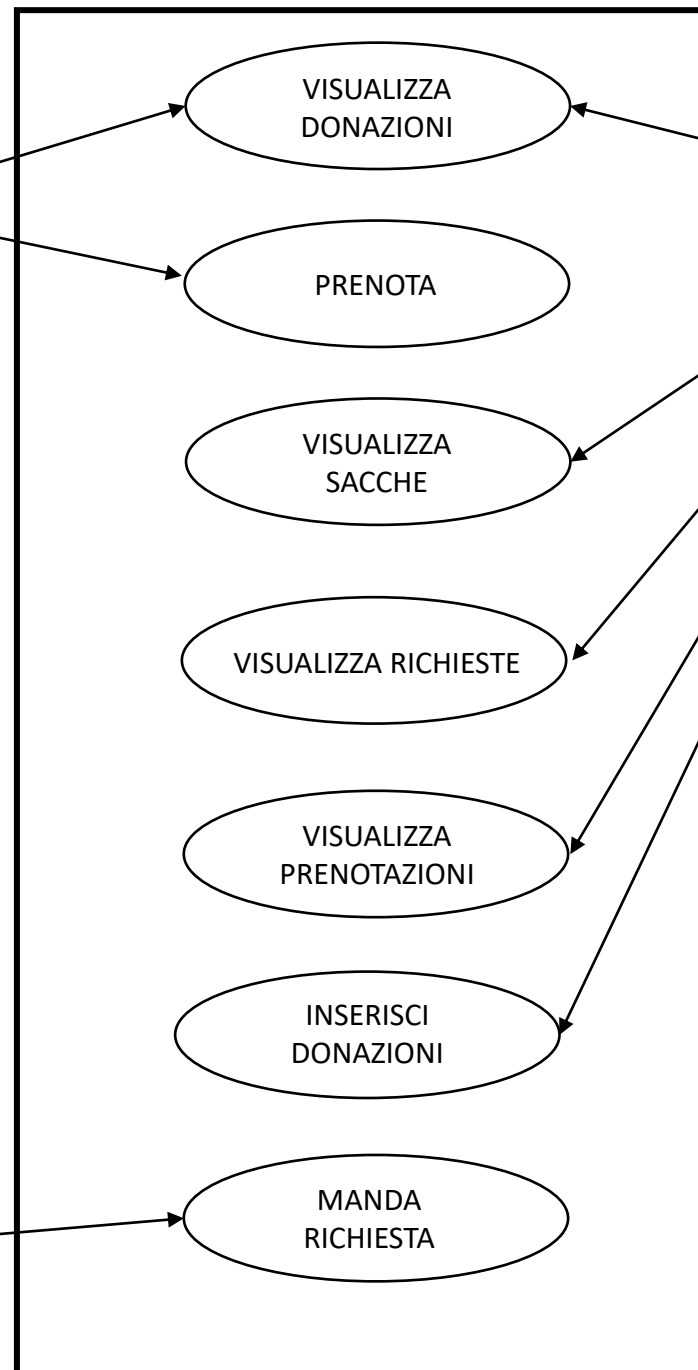 VISUALIZZA
DONAZIONI
PRENOTA
VISUALIZZA
SACCHE
VISUALIZZA RICHIESTE
VISUALIZZA
PRENOTAZIONI
INSERISCI
DONAZIONI
MANDA
RICHIESTA